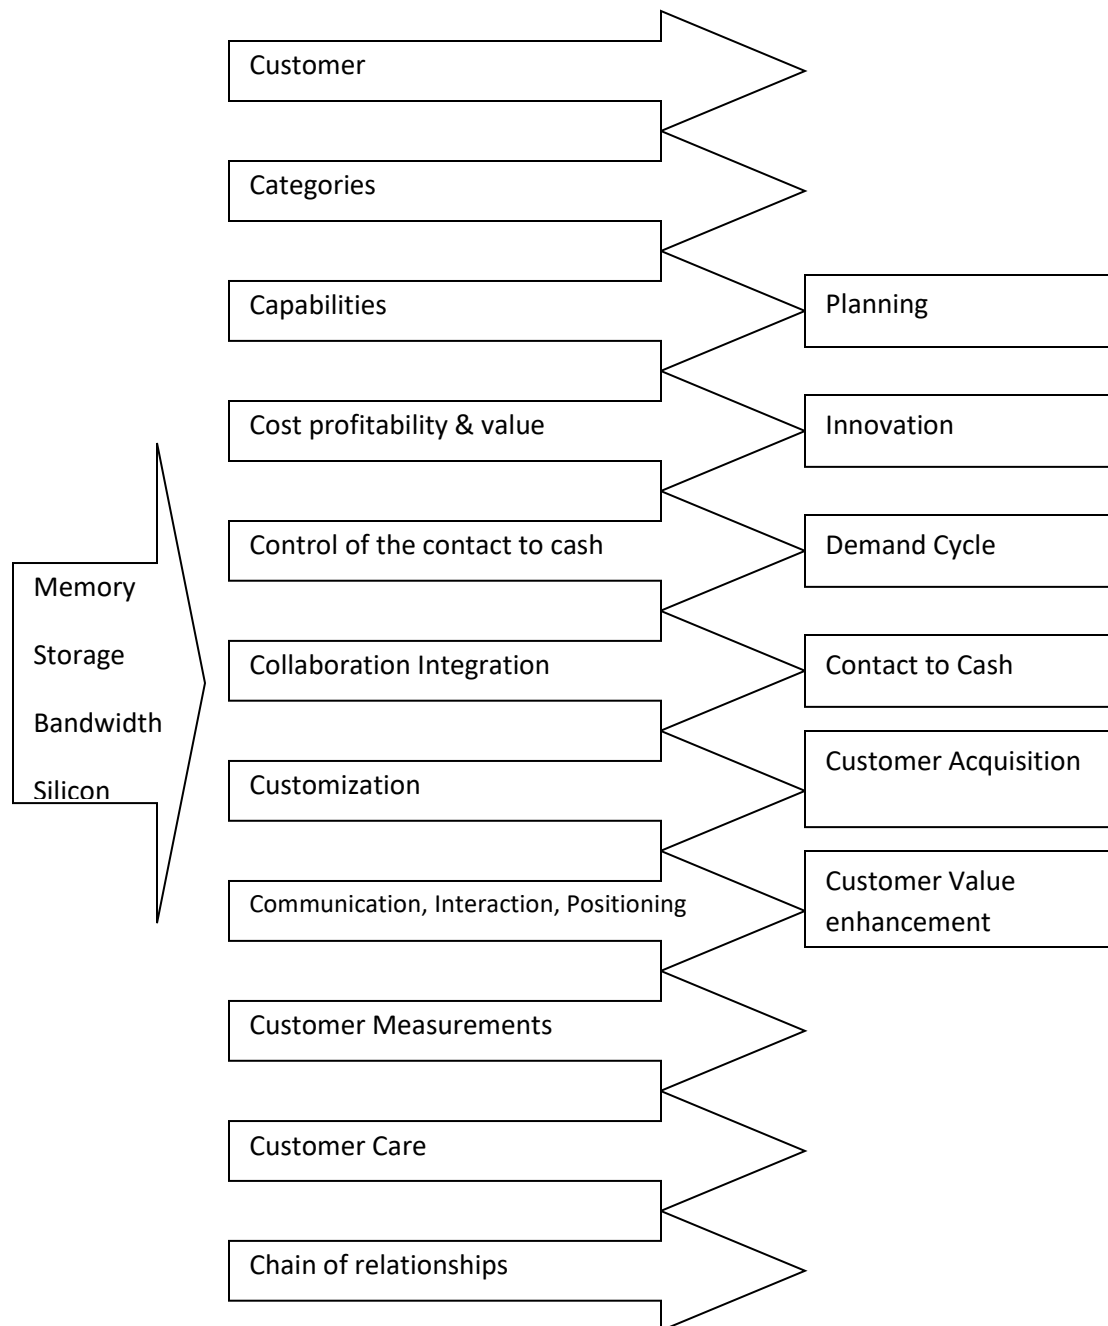 Customer
Categories
Capabilities
Planning
Cost profitability & value
Innovation
Control of the contact to cash
Demand Cycle
Memory
Storage
Bandwidth
Silicon
Collaboration Integration
Contact to Cash
Customization
Customer Acquisition
Communication, Interaction, Positioning
Customer Value
enhancement
Customer Measurements
Customer Care
Chain of relationships